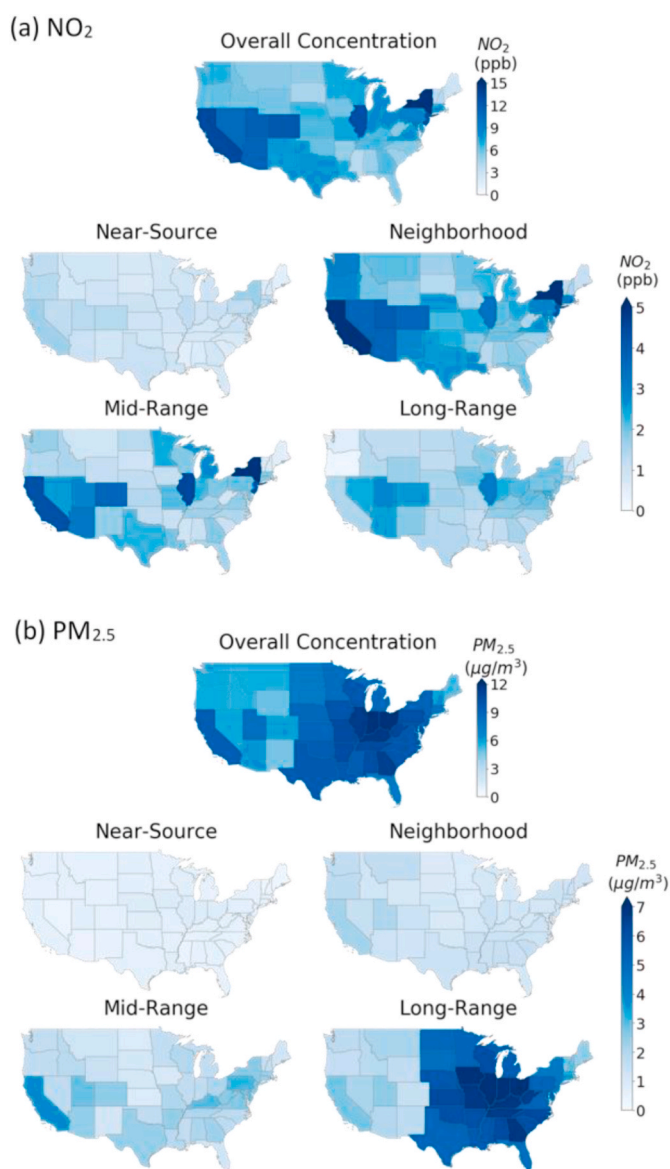 (a) NO₂
Overall Concentration
NO₂
(ppb)
15
12
9
6
3
0
Near-Source
Neighborhood
NO₂
(ppb)
5
4
3
2
1
0
Mid-Range
Long-Range
(b) PM₂.₅
Overall Concentration
PM₂.₅
(μg/m³)
12
9
6
3
0
Near-Source
Neighborhood
PM₂.₅
(μg/m³)
7
6
5
4
3
2
1
0
Mid-Range
Long-Range